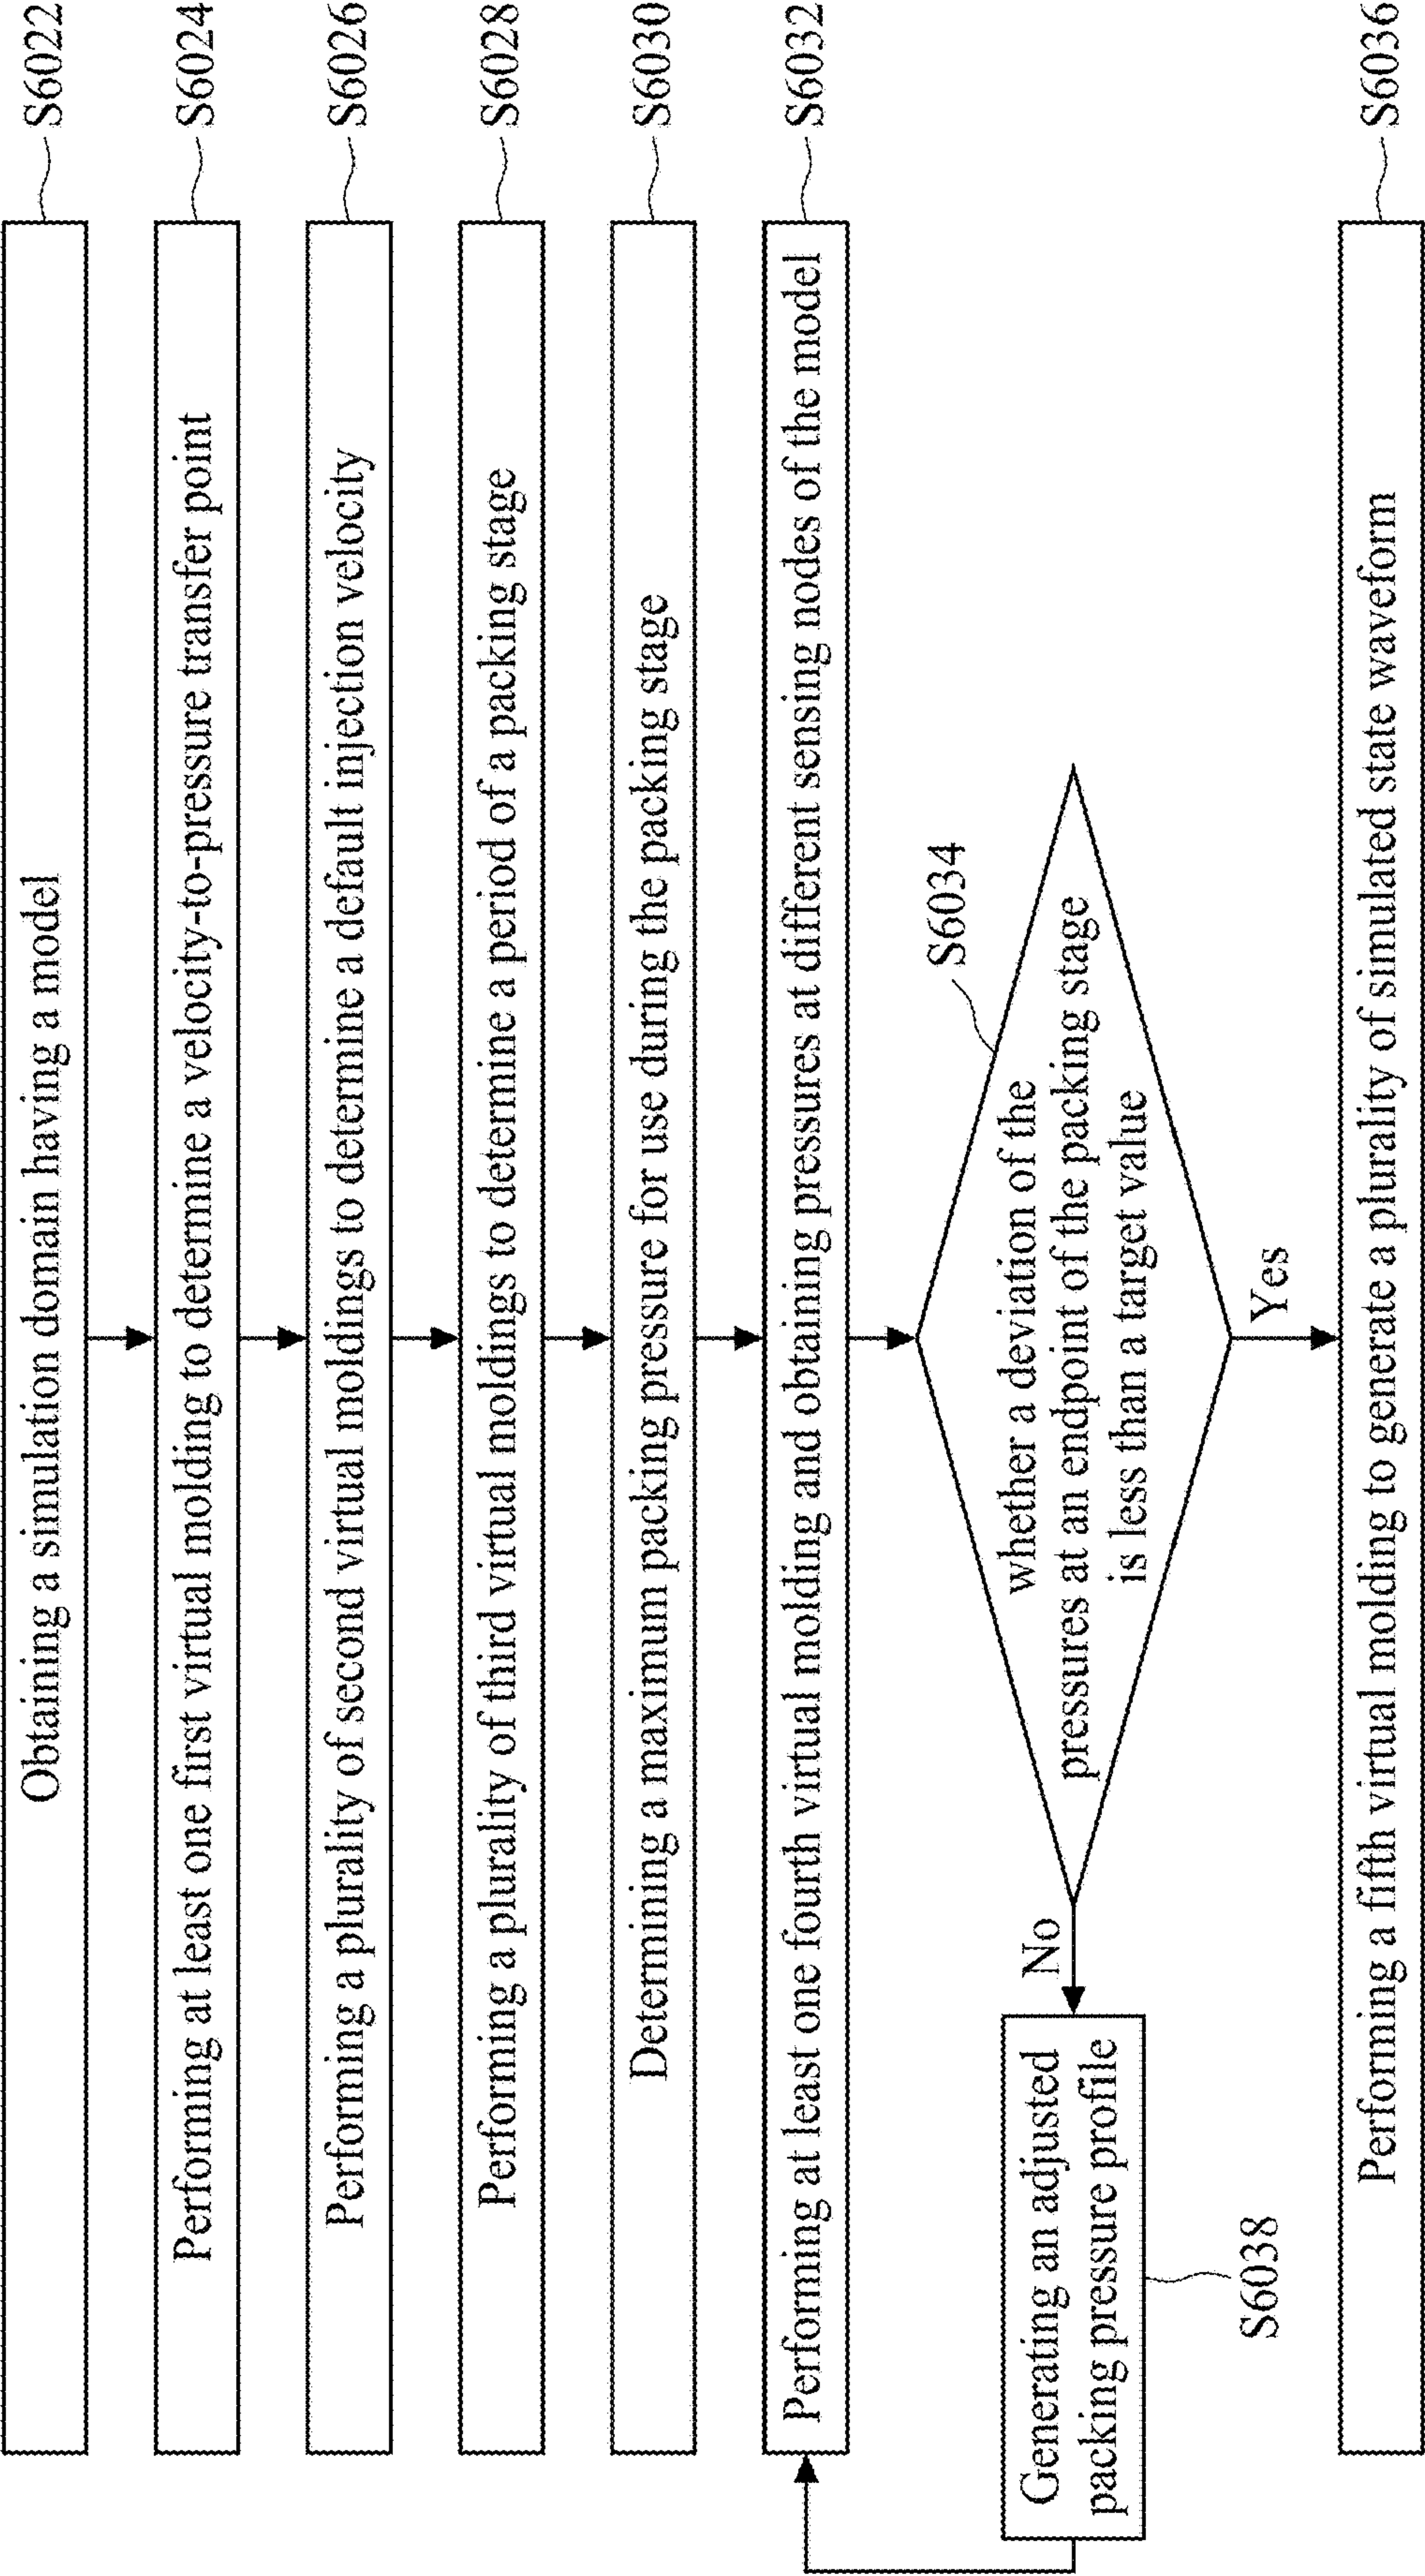 Obtaining a simulation domain having a model
S6022
Performing at least one first virtual molding to determine a velocity-to-pressure transfer point
S6024
Performing a plurality of second virtual moldings to determine a default injection velocity
S6026
Performing a plurality of third virtual moldings to determine a period of a packing stage
S6028
Determining a maximum packing pressure for use during the packing stage
S6030
Performing at least one fourth virtual molding and obtaining pressures at different sensing nodes of the model
S6032
S6034
whether a deviation of the
pressures at an endpoint of the packing stage
is less than a target value
No
Generating an adjusted
packing pressure profile
S6038
Yes
Performing a fifth virtual molding to generate a plurality of simulated state waveform
S6036